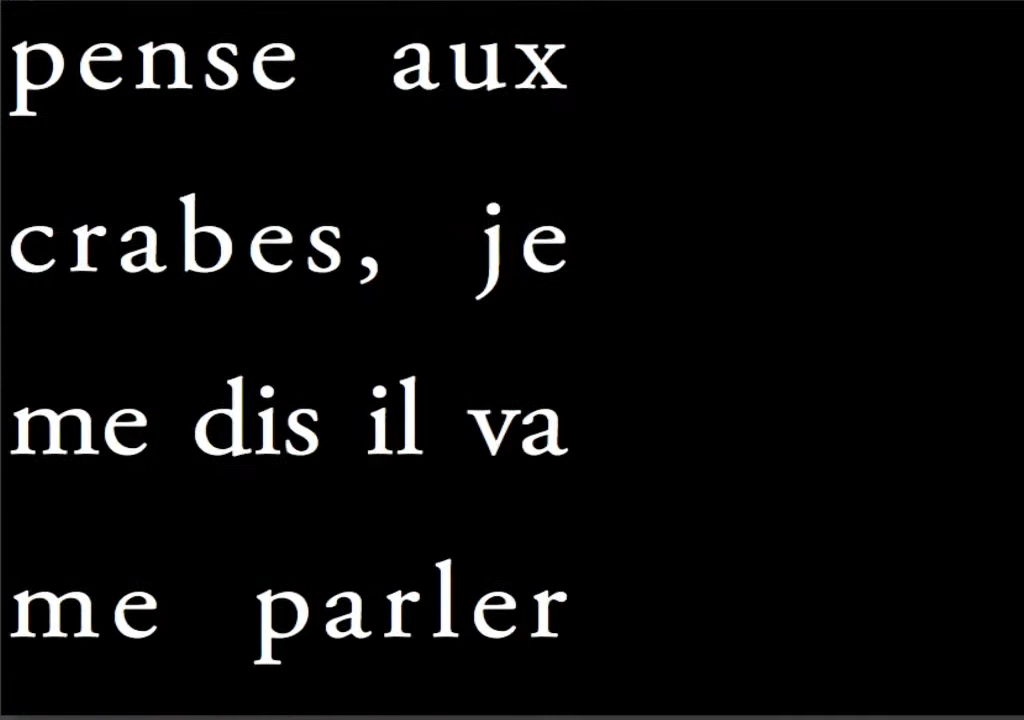 pense aux
crabes, je
me dis il va
me parler